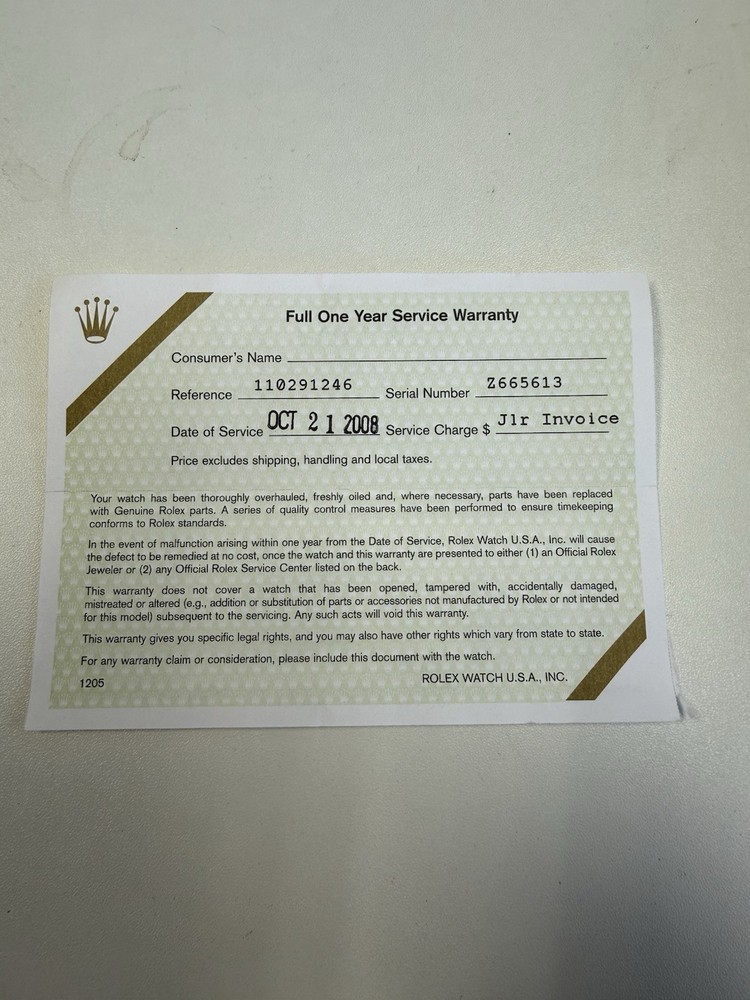 Full One Year Service Warranty
Consumer's Name
Reference 110291246 Serial Number Z665613
Date of Service OCT 21 2008 Service Charge $ Jlr Invoice
Price excludes shipping, handling and local taxes.
Your watch has been thoroughly overhauled, freshly oiled and, where necessary, parts have been replaced
with Genuine Rolex parts. A series of quality control measures have been performed to ensure timekeeping
conforms to Rolex standards.
In the event of malfunction arising within one year from the Date of Service, Rolex Watch U.S.A., Inc. will cause
the defect to be remedied at no cost, once the watch and this warranty are presented to either (1) an Official Rolex
Jeweler or (2) any Official Rolex Service Center listed on the back.
This warranty does not cover a watch that has been opened, tampered with, accidentally damaged,
mistreated or altered (e.g., addition or substitution of parts or accessories not manufactured by Rolex or not intended
for this model) subsequent to the servicing. Any such acts will void this warranty.
This warranty gives you specific legal rights, and you may also have other rights which vary from state to state.
For any warranty claim or consideration, please include this document with the watch.
1205 ROLEX WATCH U.S.A., INC.